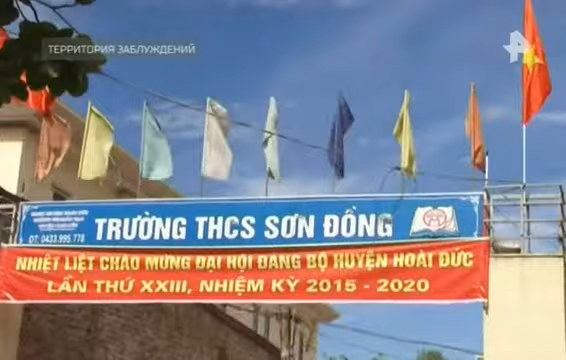 ТЕРРИТОРИЯ ЗАБЛУЖДЕНИЙ
TRƯỜNG THCS SƠN ĐỒNG
ĐT: 0433.995.778
NHIỆT LIỆT CHÀO MỪNG ĐẠI HỘI ĐẢNG BỘ HUYỆN HOÀI ĐỨC
LẦN THỨ XXIII, NHIỆM KỲ 2015 - 2020